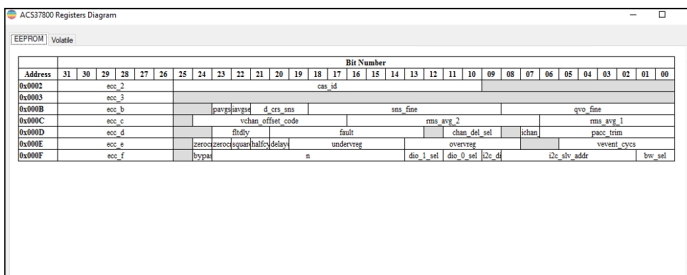 ACS37800 Registers Diagram
EEPROM Volatile
Bit Number
Address 31 30 29 28 27 26 25 24 23 22 21 20 19 18 17 16 15 14 13 12 11 10 09 08 07 06 05 04 03 02 01 00
0x0002 ecc_2 cas_id
0x0003 ecc_3
0x000B ecc_b pavgs iavgse d_crs_sns sns_fine qvo_fine
0x000C ecc_c vchan_offset_code rms_avg_2 rms_avg_1
0x000D ecc_d fltdly fault chan_del_sel ichan_ pacc_trim
0x000E ecc_e zerocr zerocr squar halfcy delay undervreg overvreg vevent_cycs
0x000F ecc_f bypas n dio_1_sel dio_0_sel i2c_di i2c_slv_addr bw_sel